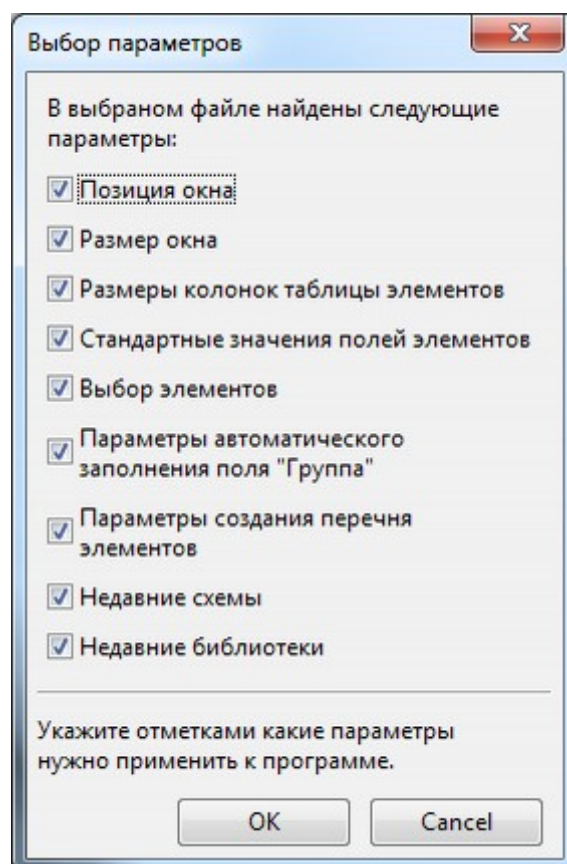 Выбор параметров
В выбраном файле найдены следующие
параметры:
Позиция окна
Размер окна
Размеры колонок таблицы элементов
Стандартные значения полей элементов
Выбор элементов
Параметры автоматического
заполнения поля "Группа"
Параметры создания перечня
элементов
Недавние схемы
Недавние библиотеки
Укажите отметками какие параметры
нужно применить к программе.
OK
Cancel